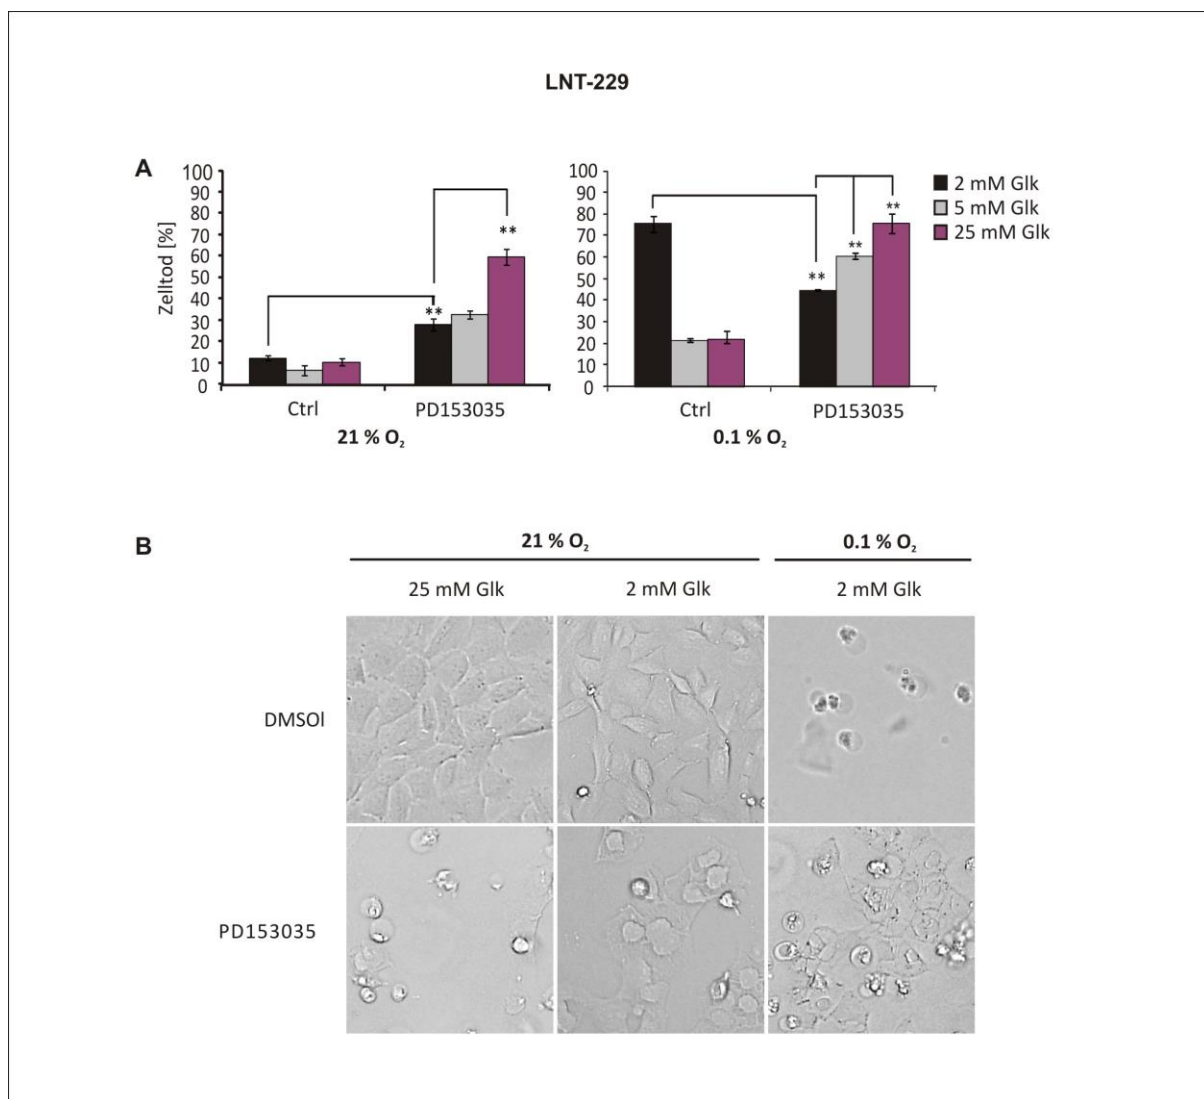 LNT-229
A
Zelltod [%]
100
90
80
70
60
50
40
30
20
10
0
**
**
Ctrl
PD153035
21 % O₂
100
90
80
70
60
50
40
30
20
10
0
**
**
**
Ctrl
PD153035
0.1 % O₂
2 mM Glk
5 mM Glk
25 mM Glk
B
21 % O₂
0.1 % O₂
25 mM Glk
2 mM Glk
2 mM Glk
DMSOl
PD153035